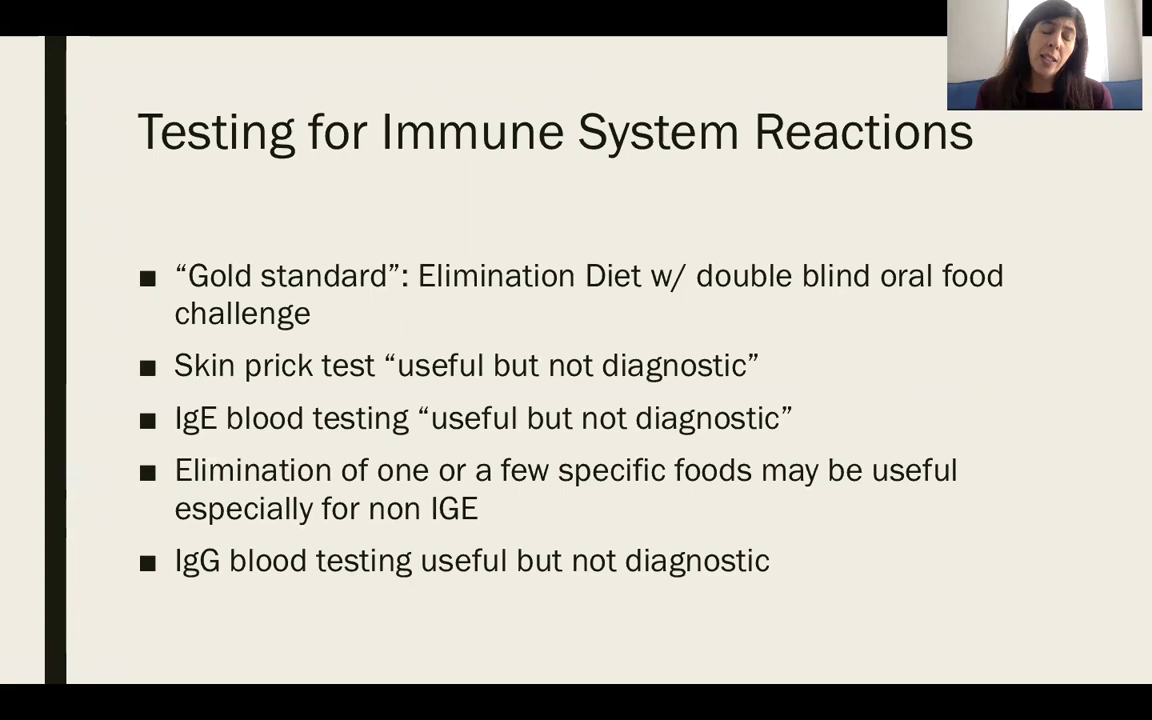 Testing for Immune System Reactions
■ “Gold standard”: Elimination Diet w/ double blind oral food
challenge
■ Skin prick test “useful but not diagnostic”
■ IgE blood testing “useful but not diagnostic”
■ Elimination of one or a few specific foods may be useful
especially for non IGE
■ IgG blood testing useful but not diagnostic